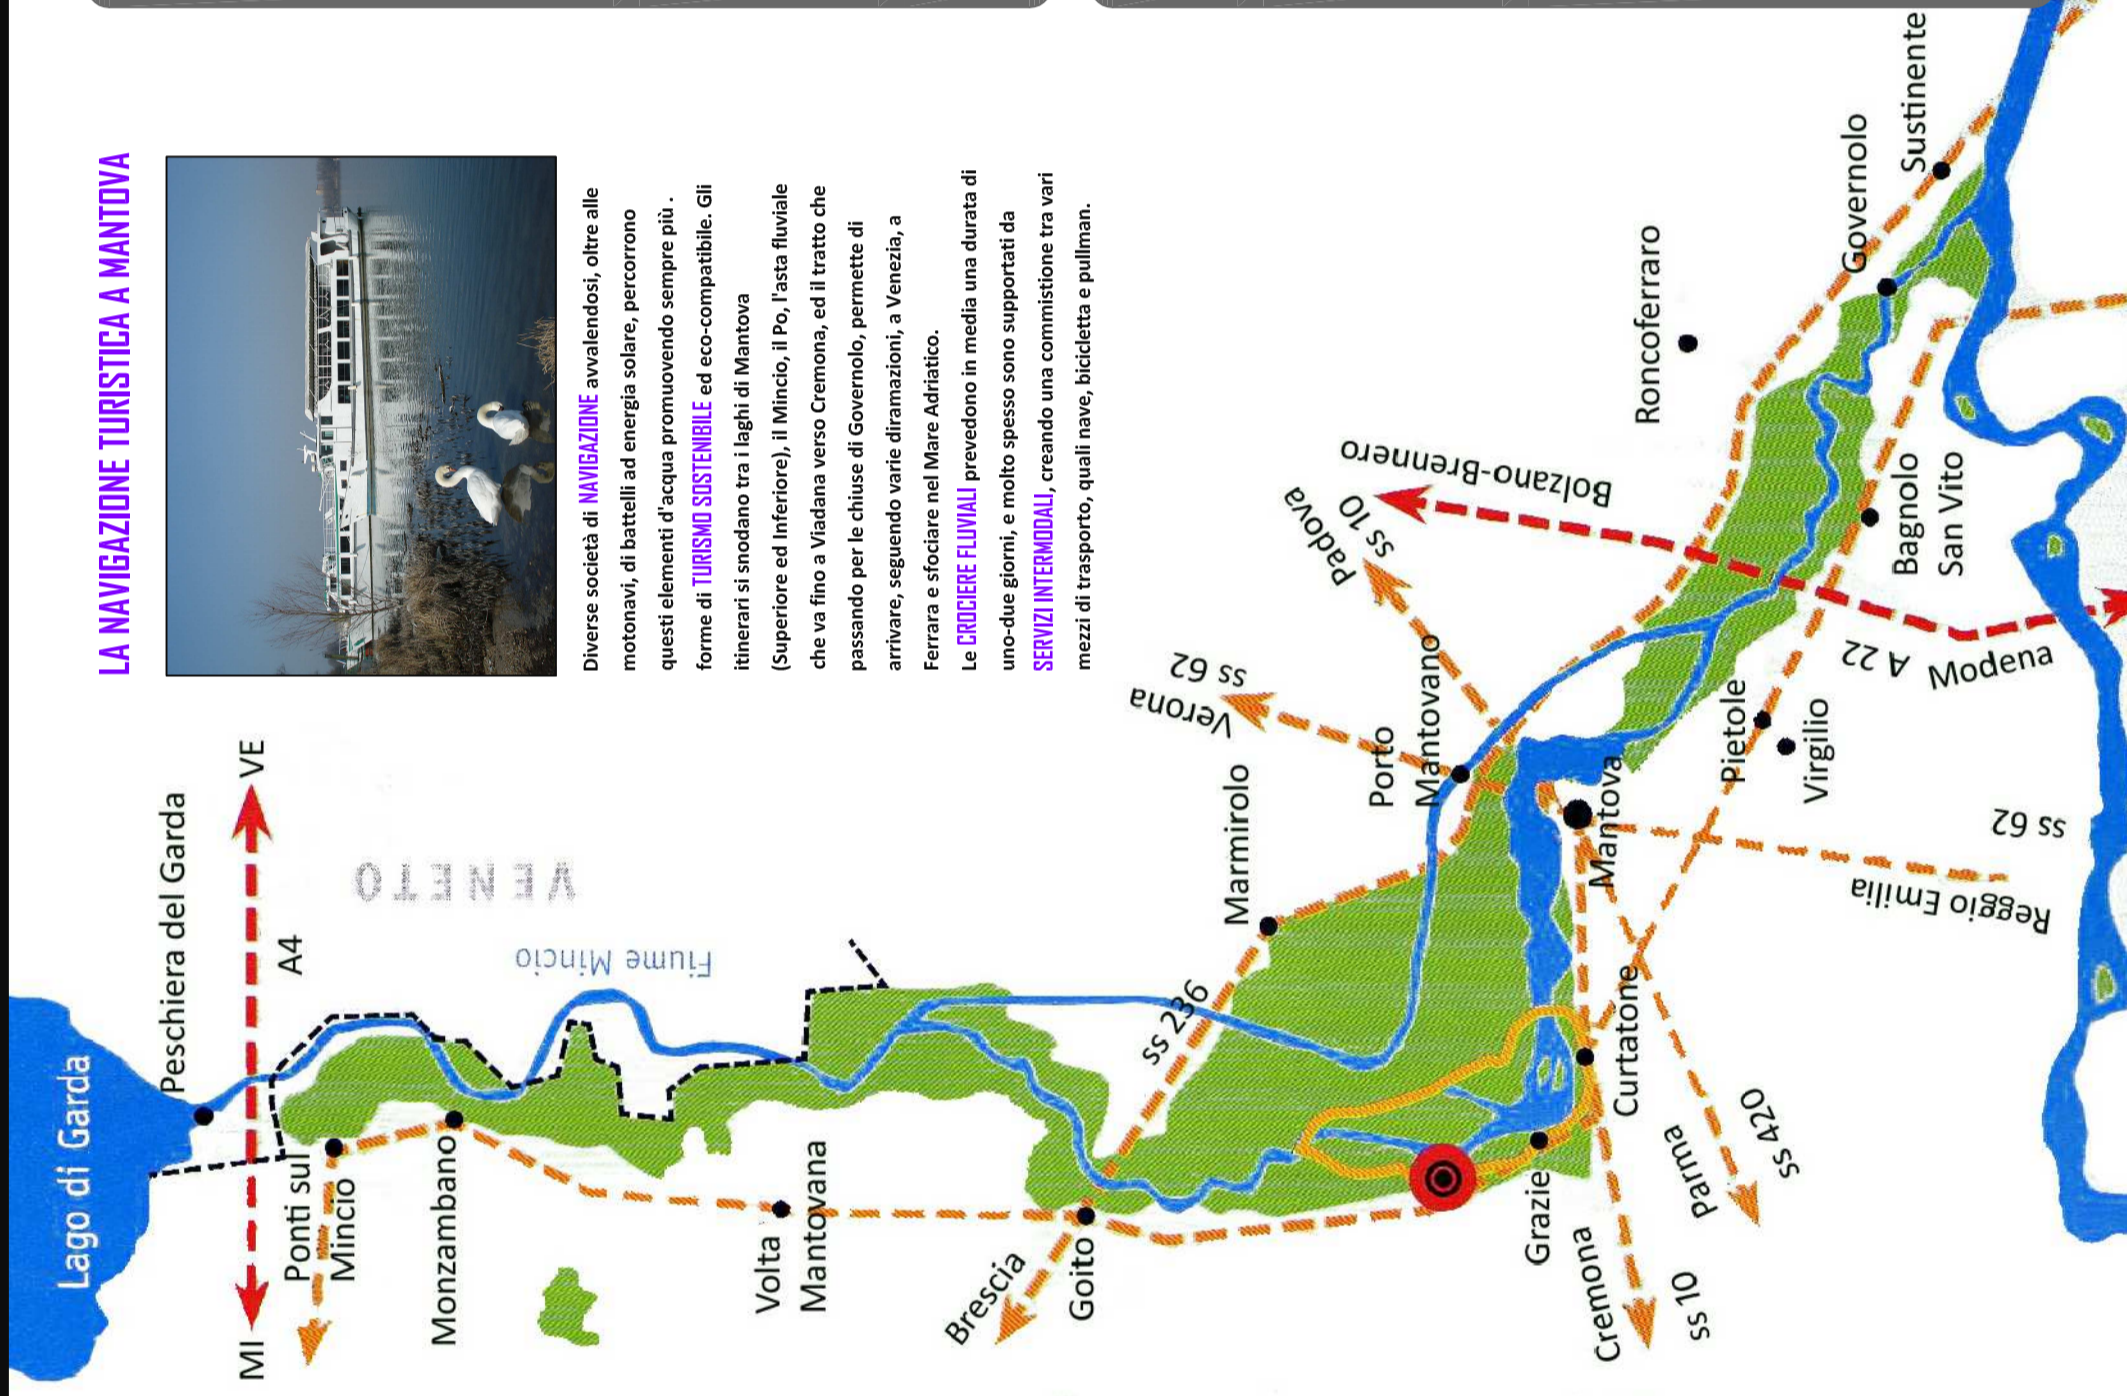 LA NAVIGAZIONE TURISTICA A MANTOVA
Diverse società di NAVIGAZIONE avvalendosi, oltre alle
motonavi, di battelli ad energia solare, percorrono
questi elementi d'acqua promuovendo sempre più .
forme di TURISMO SOSTENIBILE ed eco-compatibile. Gli
itinerari si snodano tra i laghi di Mantova
(Superiore ed Inferiore), il Mincio, il Po, l'asta fluviale
che va fino a Viadana verso Cremona, ed il tratto che
passando per le chiuse di Governolo, permette di
arrivare, seguendo varie diramazioni, a Venezia, a
Ferrara e sfociare nel Mare Adriatico.
Le CROCIERE FLUVIALI prevedono in media una durata di
uno-due giorni, e molto spesso sono supportati da
SERVIZI INTERMODALI, creando una commistione tra vari
mezzi di trasporto, quali nave, bicicletta e pullman.
Lago di Garda
Peschiera del Garda
MI
VE
A4
Ponti sul
Mincio
Monzambano
VENETO
Fiume Mincio
Volta
Mantovana
Brescia
Goito
ss 236
Marmirolo
Verona
ss 62
Padova
ss 10
Bolzano-Brennero
Porto
Mantovano
Grazie
Cremona
ss 10
Curtatone
Parma
ss 420
Mantova
Pietole
Virgilio
Reggio Emilia
ss 62
A 22
Modena
Bagnolo
San Vito
Roncoferraro
Governolo
Sustinente